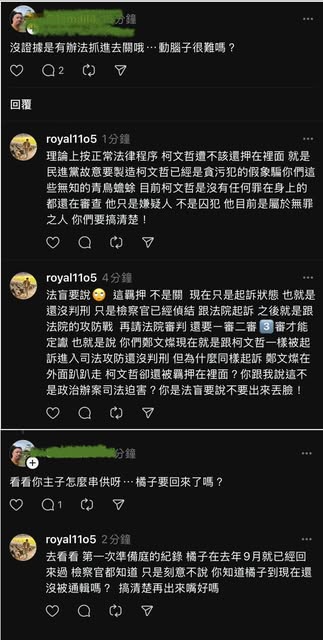 分鐘
沒證據是有辦法抓進去關哦…動腦子很難嗎？
2
回覆
royal11o5 1分鐘
理論上按正常法律程序 柯文哲遭不該還押在裡面 就是
民進黨故意要製造柯文哲已經是貪污犯的假象騙你們這
些無知的青鳥蟾蜍 目前柯文哲是沒有任何罪在身上的
都還在審查 他只是嫌疑人 不是囚犯 他目前是屬於無罪
之人 你們要搞清楚！
royal11o5 4分鐘
法盲要說🙄 這羈押 不是關 現在只是起訴狀態 也就是
還沒判刑 只是檢察官已經偵結 跟法院起訴 之後就是跟
法院的攻防戰 再請法院審判 還要一審二審3️⃣審才能
定讞 也就是說 你們鄭文燦現在就是跟柯文哲一樣被起
訴進入司法攻防還沒判刑 但為什麼同樣起訴 鄭文燦在
外面趴趴走 柯文哲卻還被羈押在裡面？你跟我說這不
是政治辦案司法迫害？你是法盲要說不要出來丟臉！
分鐘
看看你主子怎麼串供呀…橘子要回來了嗎？
1
royal11o5 2分鐘
去看看 第一次準備庭的紀錄 橘子在去年9月就已經回
來過 檢察官都知道 只是刻意不說 你知道橘子到現在還
沒被通緝嗎？ 搞清楚再出來嘴好嗎